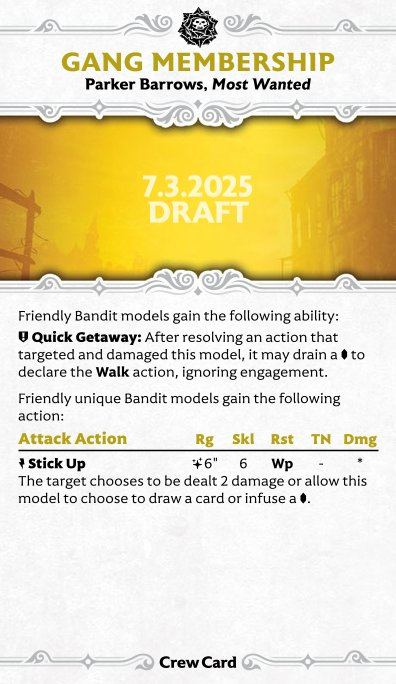 GANG MEMBERSHIP
Parker Barrows, Most Wanted
7.3.2025
DRAFT
Friendly Bandit models gain the following ability:
Quick Getaway: After resolving an action that
targeted and damaged this model, it may drain a to
declare the Walk action, ignoring engagement.
Friendly unique Bandit models gain the following
action:
Attack Action Rg Skl Rst TN Dmg
Stick Up 6" 6 Wp - *
The target chooses to be dealt 2 damage or allow this
model to choose to draw a card or infuse a .
Crew Card